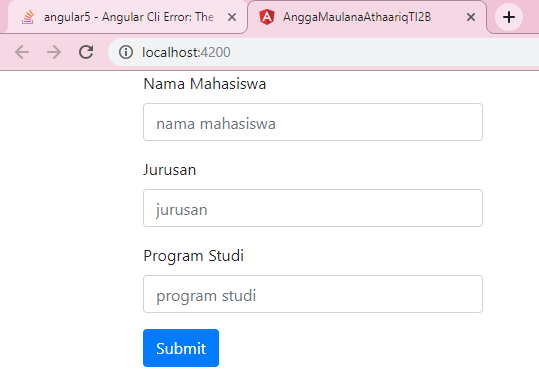 angular5 - Angular Cli Error: The
AnggaMaulanaAthaariqTI2B
localhost:4200
Nama Mahasiswa
nama mahasiswa
Jurusan
jurusan
Program Studi
program studi
Submit